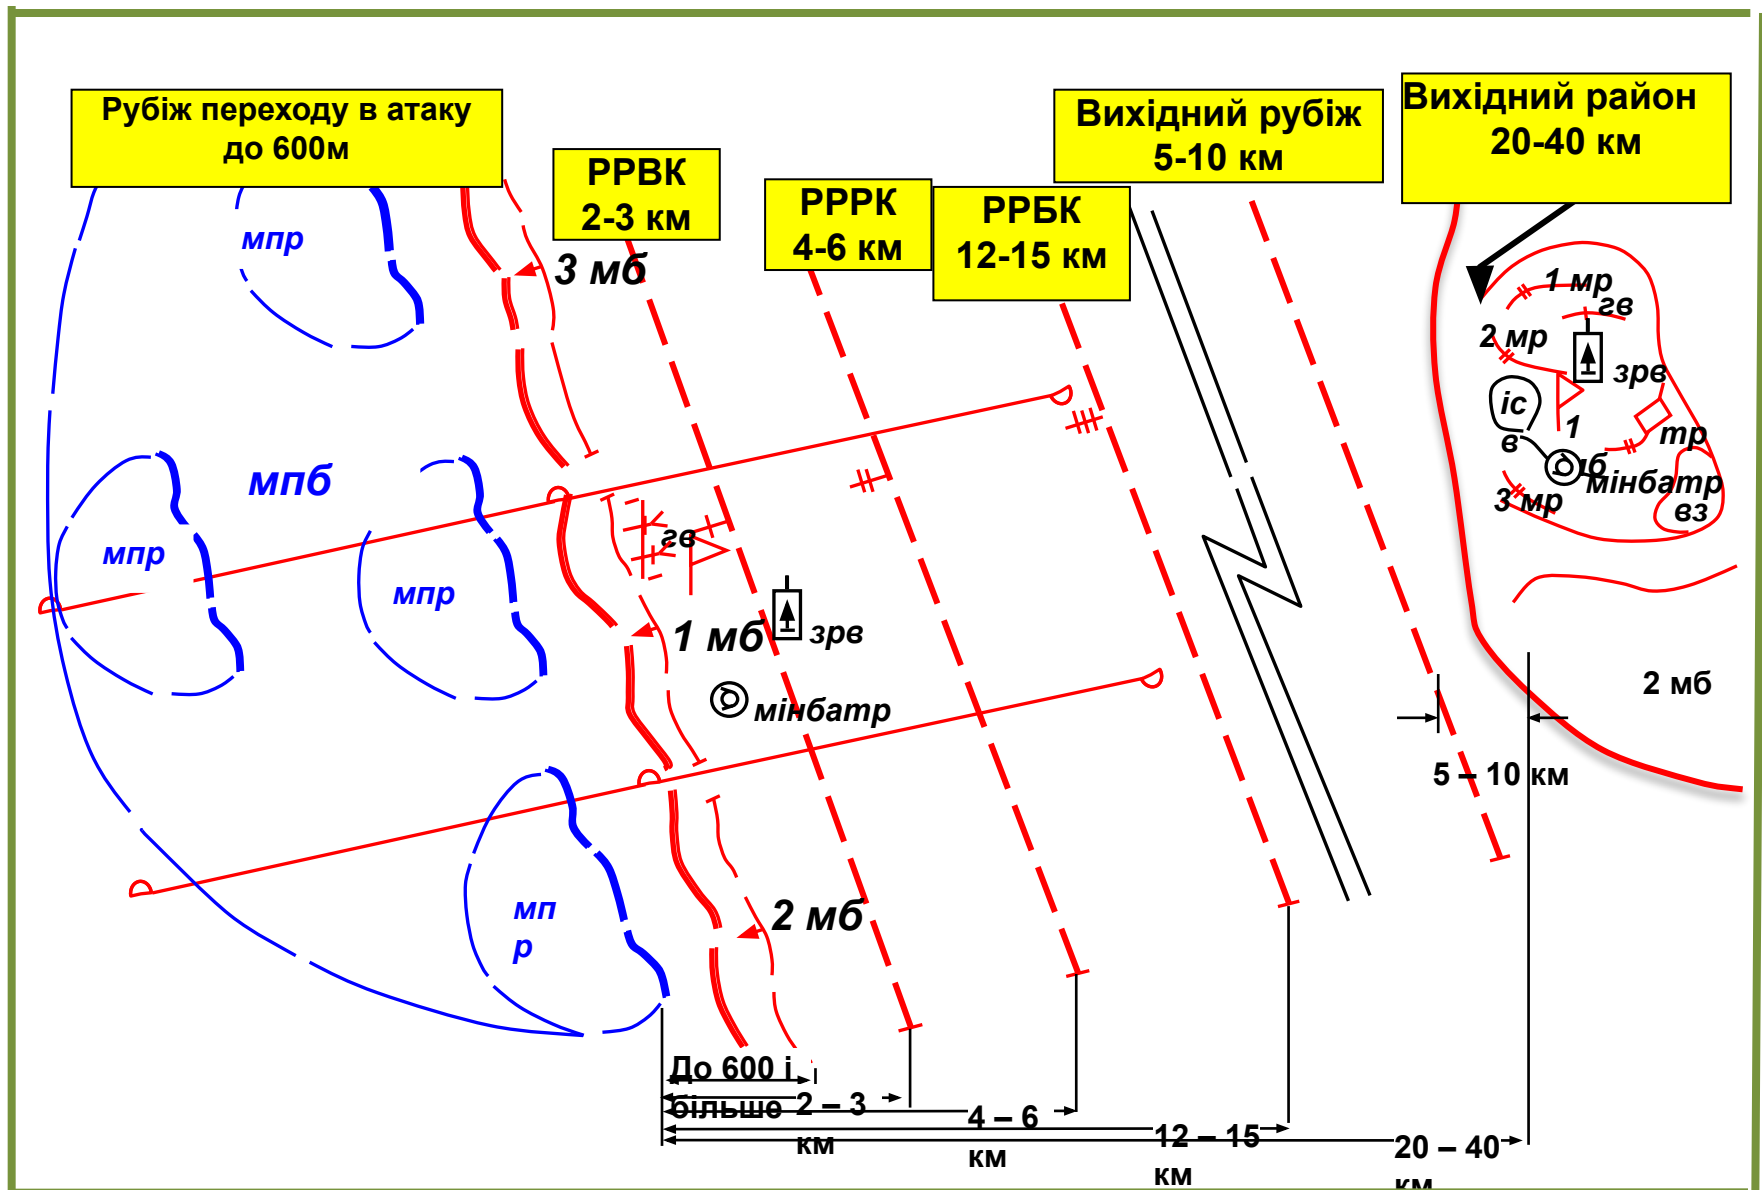 Рубіж переходу в атаку
до 600м
РРВК
2-3 км
РРРК
4-6 км
РРБК
12-15 км
Вихідний рубіж
5-10 км
Вихідний район
20-40 км
мпр
3 мб
1 мр
гв
2 мр
зрв
іс
в
1
тр
б
мінбатр
3 мр
вз
мпб
мпр
мпр
гв
1 мб
зрв
мінбатр
2 мб
5 – 10 км
мп
р
2 мб
До 600 і
більше
2 – 3
км
4 – 6
км
12 – 15
км
20 – 40
км